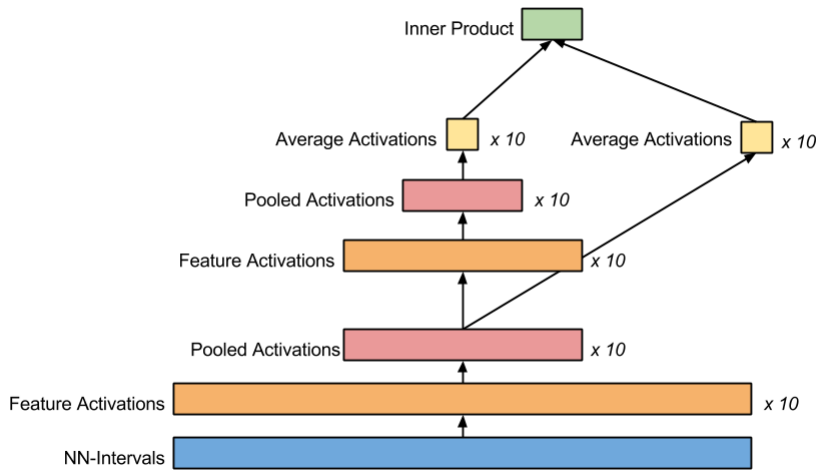 Inner Product
Average Activations x 10 Average Activations x 10
Pooled Activations x 10
Feature Activations x 10
Pooled Activations x 10
Feature Activations x 10
NN-Intervals